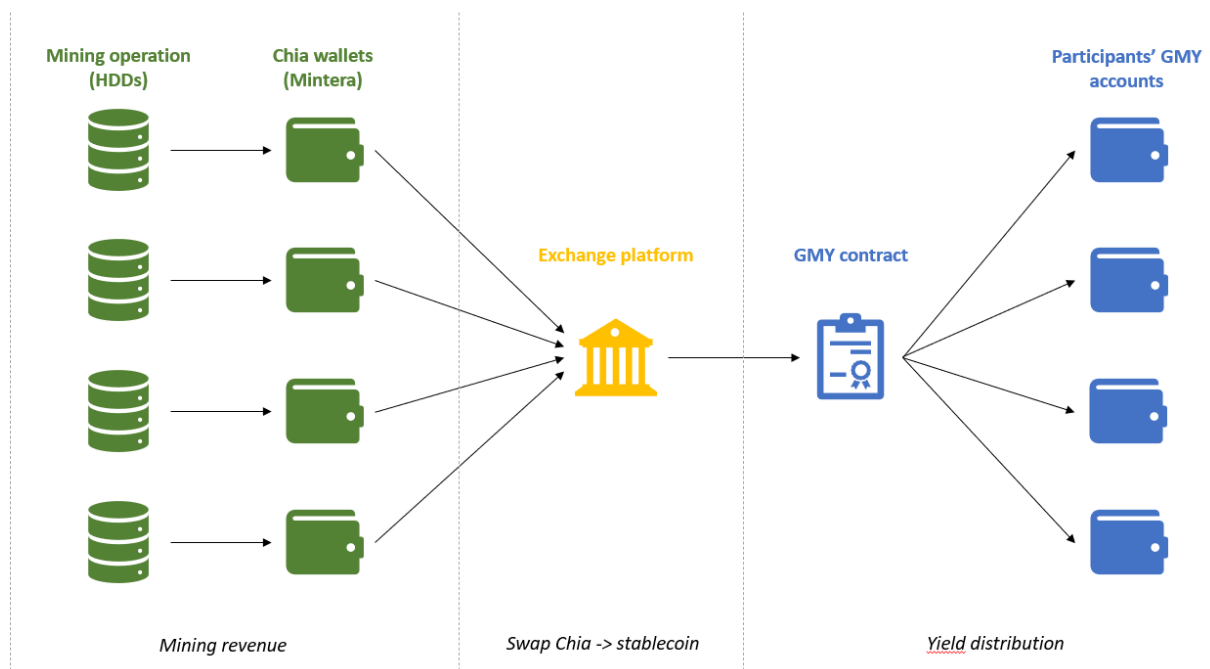 Mining operation
(HDDs)
Chia wallets
(Mintera)
Participants' GMY
accounts
Exchange platform
GMY contract
Mining revenue
Swap Chia -> stablecoin
Yield distribution